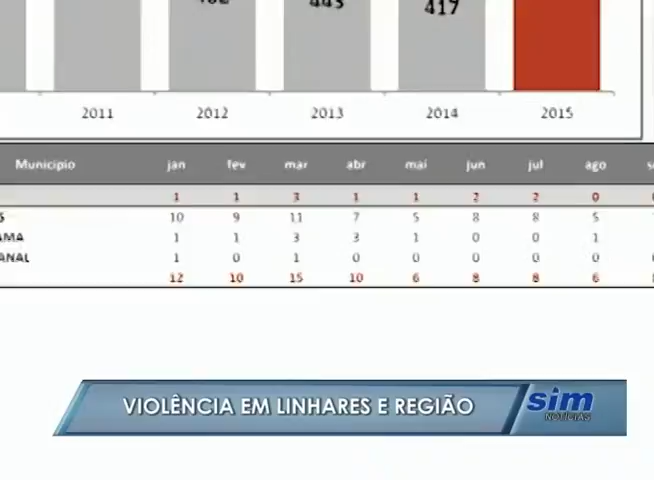 443
417
2011 2012 2013 2014 2015
Município jan fev mar abr mai jun jul ago
1 1 3 1 1 2 2 0
S 10 9 11 7 5 8 8 5
AMA 1 1 3 3 1 0 0 1
ANAL 1 0 1 0 0 0 0 0
12 10 15 10 6 8 8 6
VIOLÊNCIA EM LINHARES E REGIÃO
sim
NOTÍCIAS